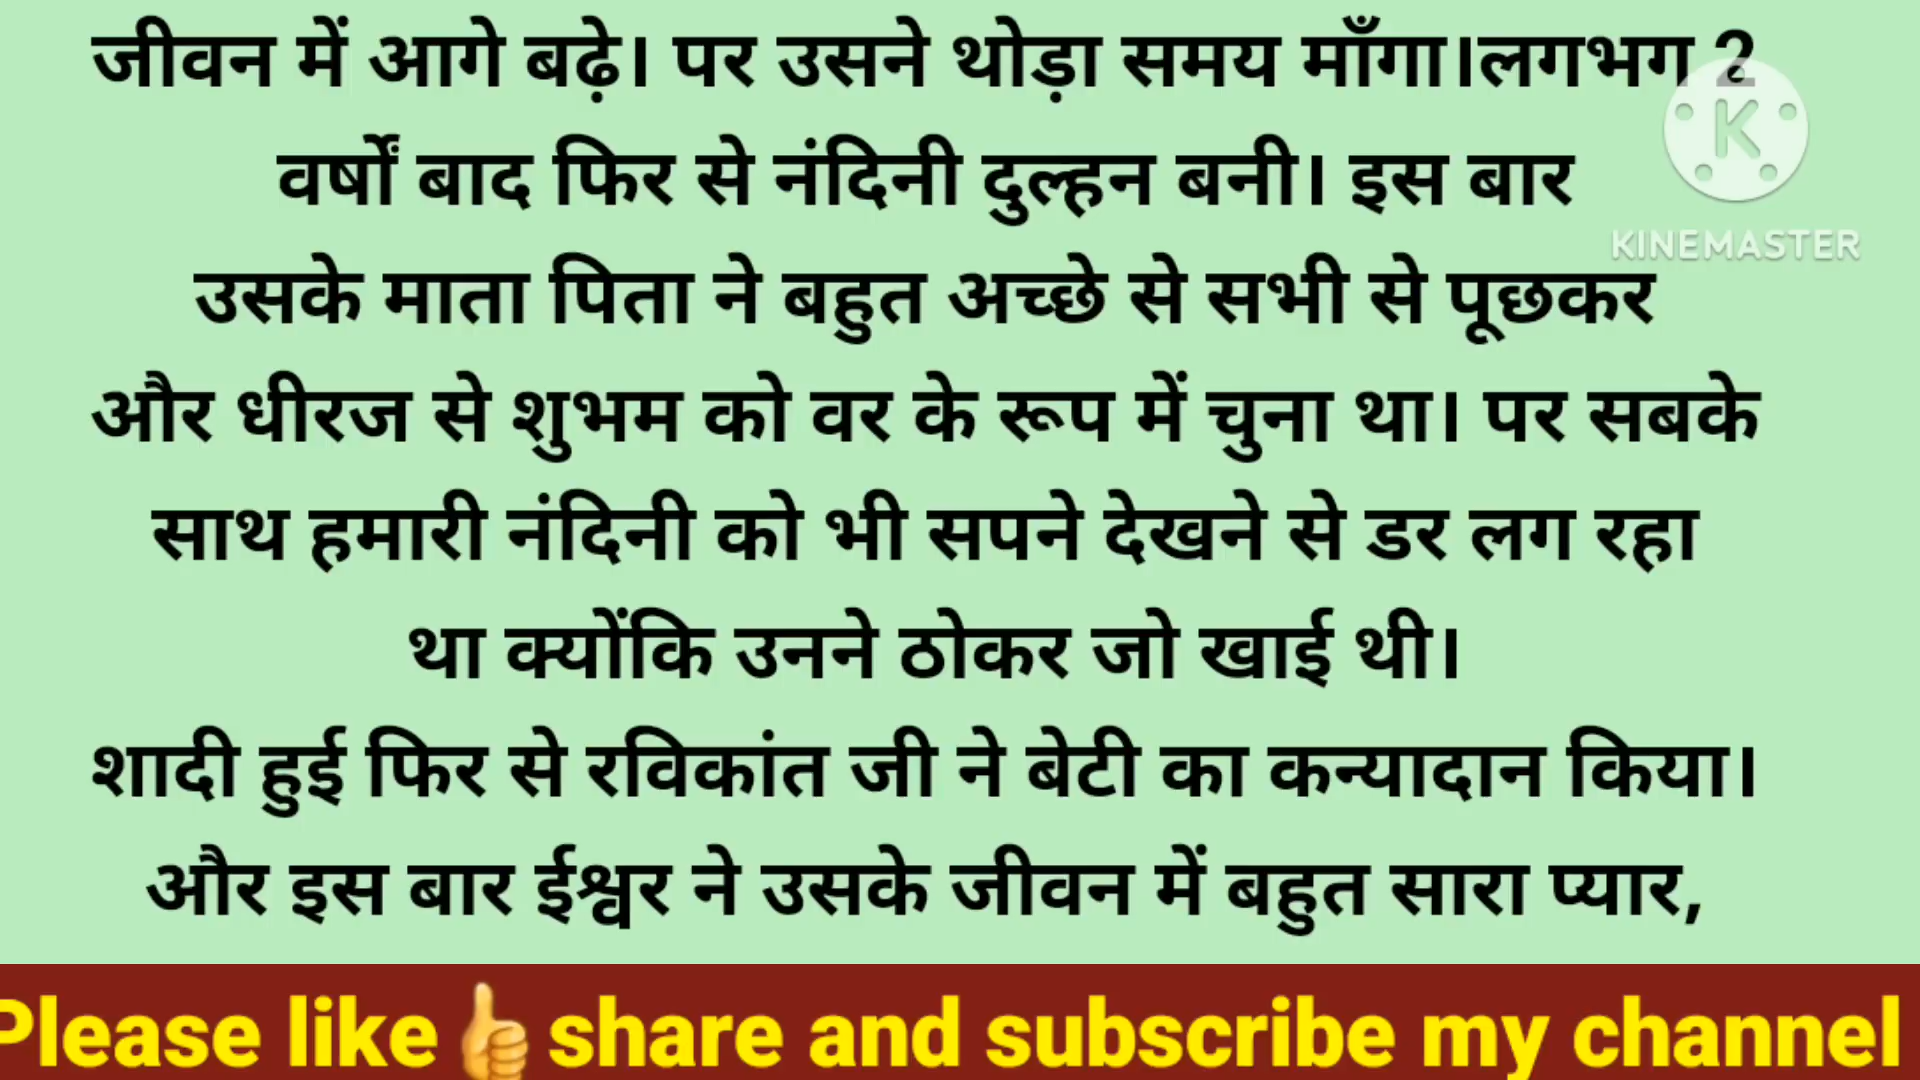 जीवन में आगे बढ़े। पर उसने थोड़ा समय माँगा।लगभग 2
वर्षों बाद फिर से नंदिनी दुल्हन बनी। इस बार
उसके माता पिता ने बहुत अच्छे से सभी से पूछकर
और धीरज से शुभम को वर के रूप में चुना था। पर सबके
साथ हमारी नंदिनी को भी सपने देखने से डर लग रहा
था क्योंकि उनने ठोकर जो खाई थी।
शादी हुई फिर से रविकांत जी ने बेटी का कन्यादान किया।
और इस बार ईश्वर ने उसके जीवन में बहुत सारा प्यार,
K
KINEMASTER
Please like👍share and subscribe my channel